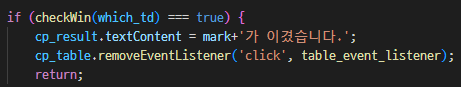 if (checkWin(which_td) === true) {
    cp_result.textContent = mark+'가 이겼습니다.';
    cp_table.removeEventListener('click', table_event_listener);
    return;